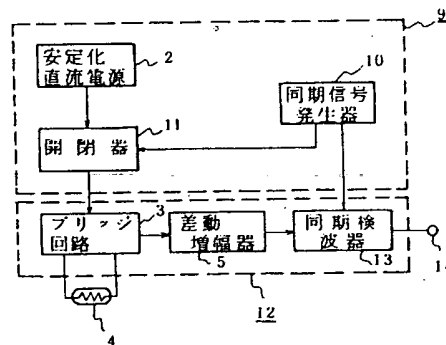 9
安定化
直流電源
2
10
同期信号
発生器
11
開閉器
ブリッジ
回路
3
差動
増幅器
5
同期検
波器
13
14
4
12